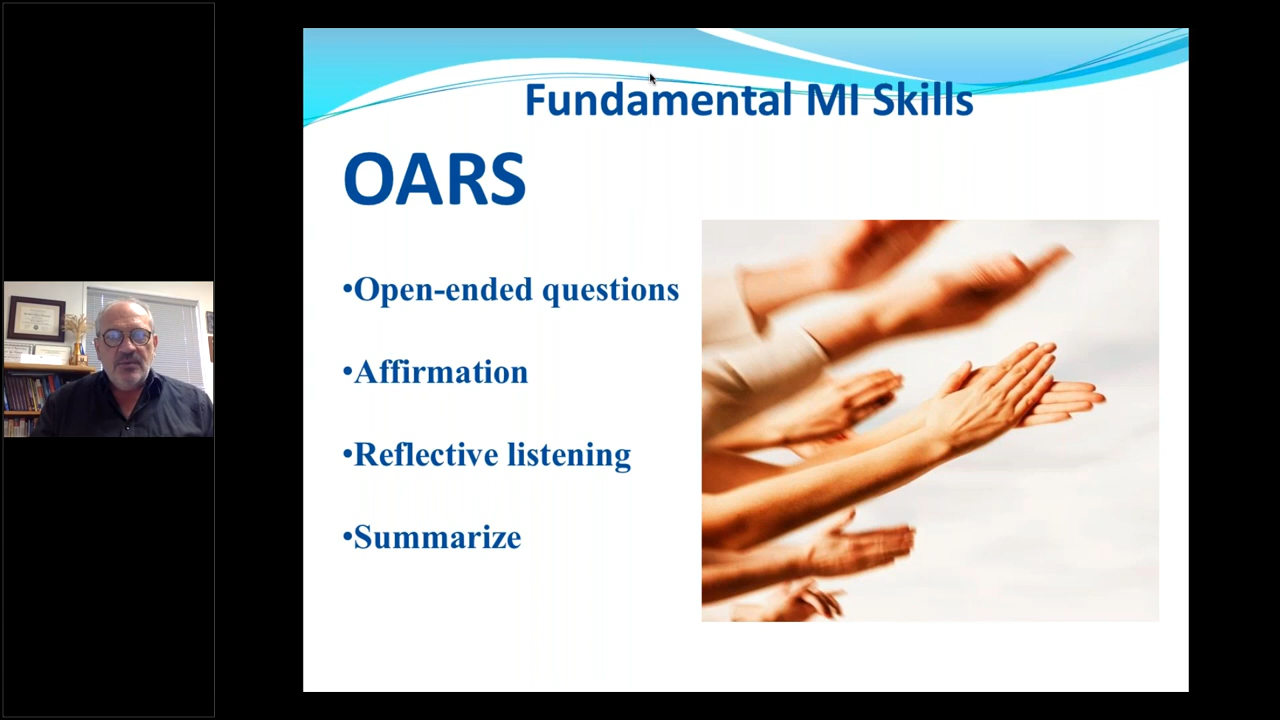 Fundamental MI Skills
OARS
•Open-ended questions
•Affirmation
•Reflective listening
•Summarize